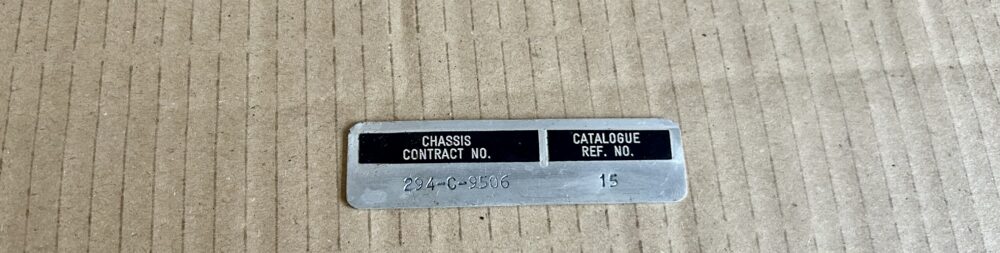 CHASSIS
CONTRACT NO.
CATALOGUE
REF. NO.
294-C-9506
15